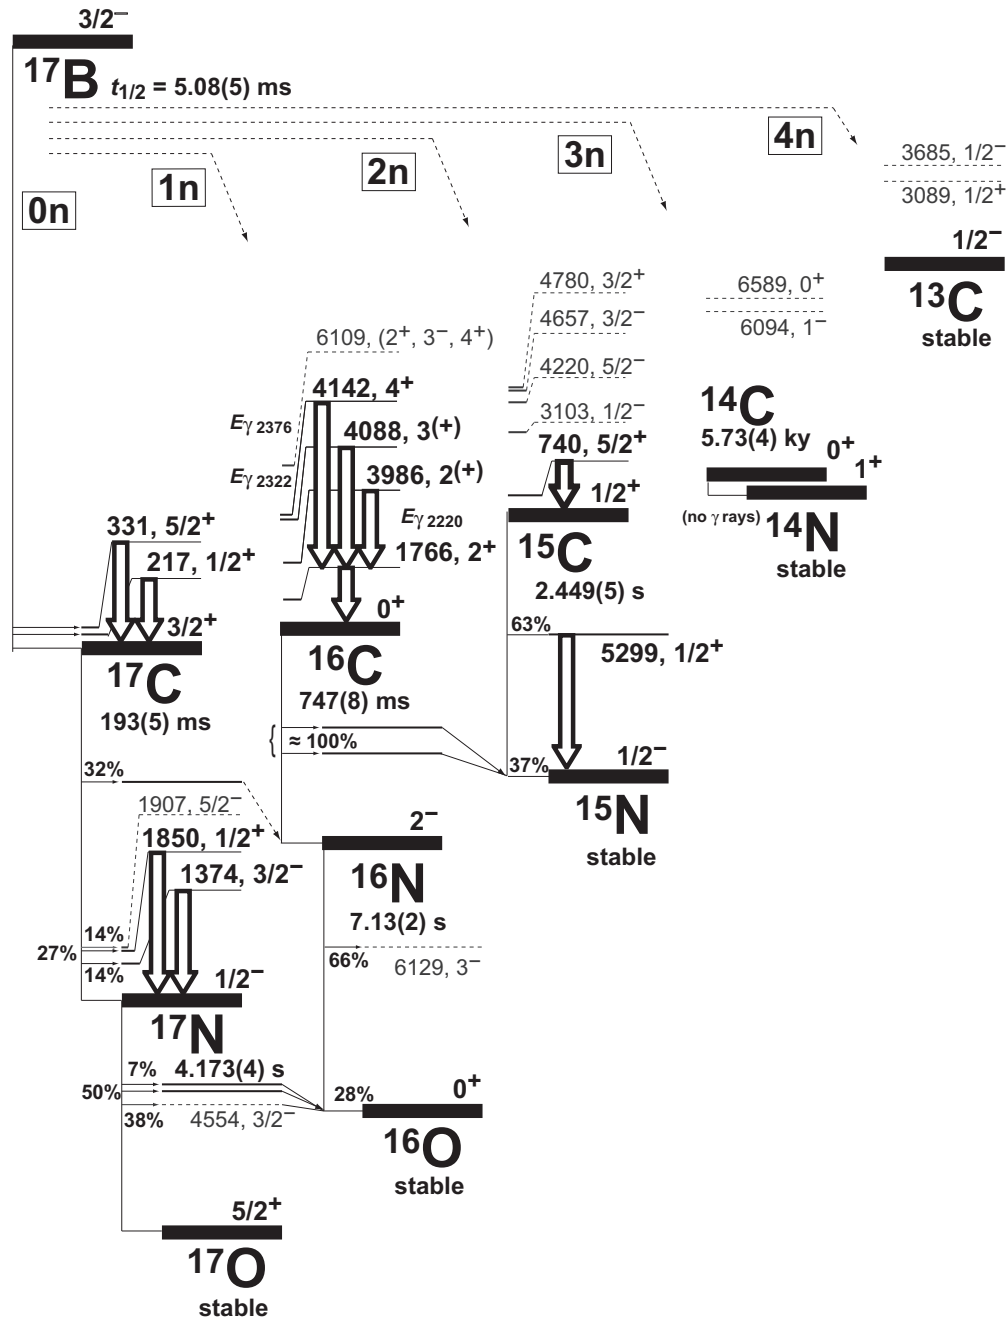 3/2⁻
¹⁷B t₁/₂ = 5.08(5) ms
0n
1n
2n
3n
4n
3685, 1/2⁻
3089, 1/2⁺
1/2⁻
¹³C
stable
6589, 0⁺
6094, 1⁻
¹⁴C
5.73(4) ky
0⁺
1⁺
(no γ rays)
¹⁴N
stable
4780, 3/2⁺
4657, 3/2⁻
4220, 5/2⁻
3103, 1/2⁻
740, 5/2⁺
1/2⁺
¹⁵C
2.449(5) s
63%
5299, 1/2⁺
37%
1/2⁻
¹⁵N
stable
6109, (2⁺, 3⁻, 4⁺)
4142, 4⁺
Eγ 2376
4088, 3⁽⁺⁾
Eγ 2322
3986, 2⁽⁺⁾
Eγ 2220
1766, 2⁺
0⁺
¹⁶C
747(8) ms
{ ≈ 100%
2⁻
¹⁶N
7.13(2) s
66%
6129, 3⁻
28%
0⁺
¹⁶O
stable
331, 5/2⁺
217, 1/2⁺
3/2⁺
¹⁷C
193(5) ms
32%
1907, 5/2⁻
1850, 1/2⁺
1374, 3/2⁻
14%
27%
14%
1/2⁻
¹⁷N
4.173(4) s
7%
50%
38%
4554, 3/2⁻
5/2⁺
¹⁷O
stable